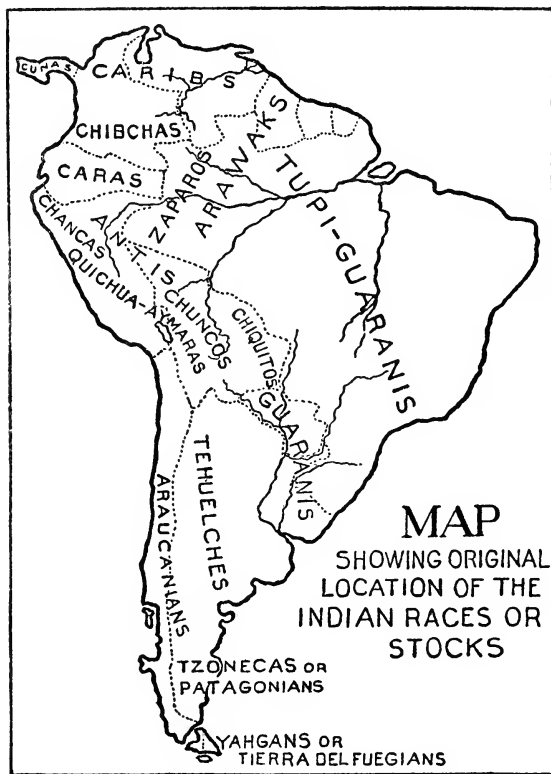 CUNAS
CARIBS
CHIBCHAS
CARAS
ZAPAROS
ARAWAKS
TUPI-GUARANIS
CHANCAS
ANTIS
QUICHUA-AYMARAS
CHUNCOS
CHIQUITOS
GUARANIS
TEHUELCHES
ARAUCANIANS
MAP
SHOWING ORIGINAL
LOCATION OF THE
INDIAN RACES OR
STOCKS
TZONECAS OR
PATAGONIANS
YAHGANS OR
TIERRA DEL FUEGIANS